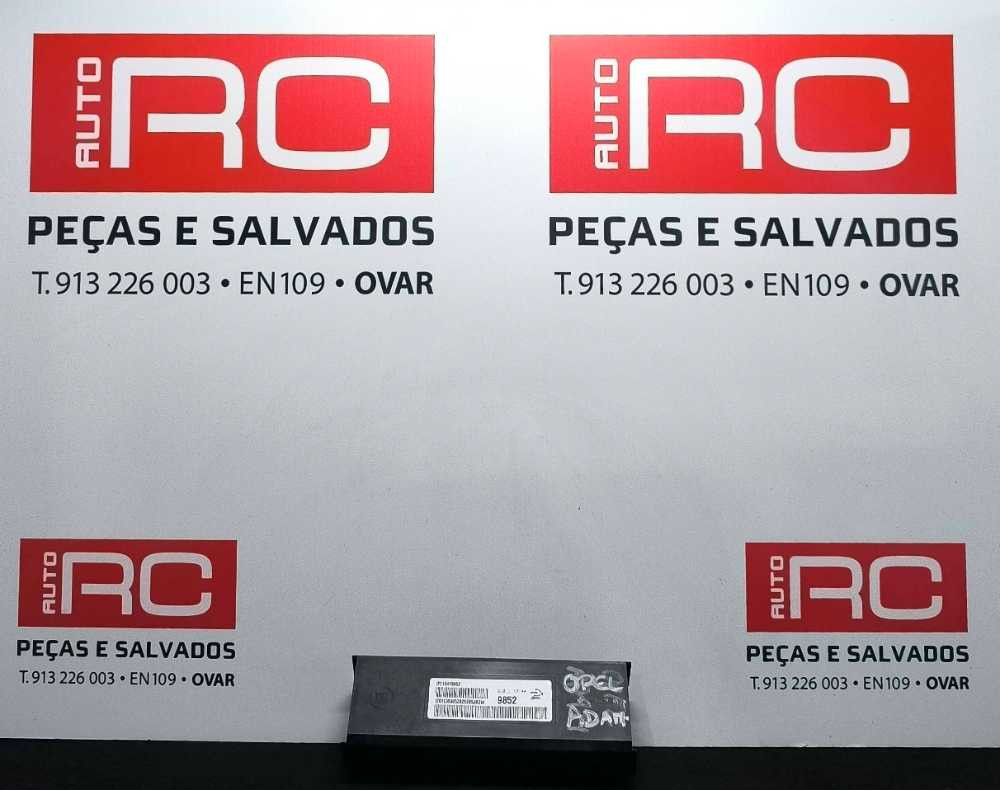 AUTO RC
PEÇAS E SALVADOS
T. 913 226 003 • EN109 • OVAR
AUTO RC
PEÇAS E SALVADOS
T. 913 226 003 • EN109 • OVAR
AUTO RC
PEÇAS E SALVADOS
T. 913 226 003 • EN109 • OVAR
AUTO RC
PEÇAS E SALVADOS
T. 913 226 003 • EN109 • OVAR
9852
OPEL
ADAM